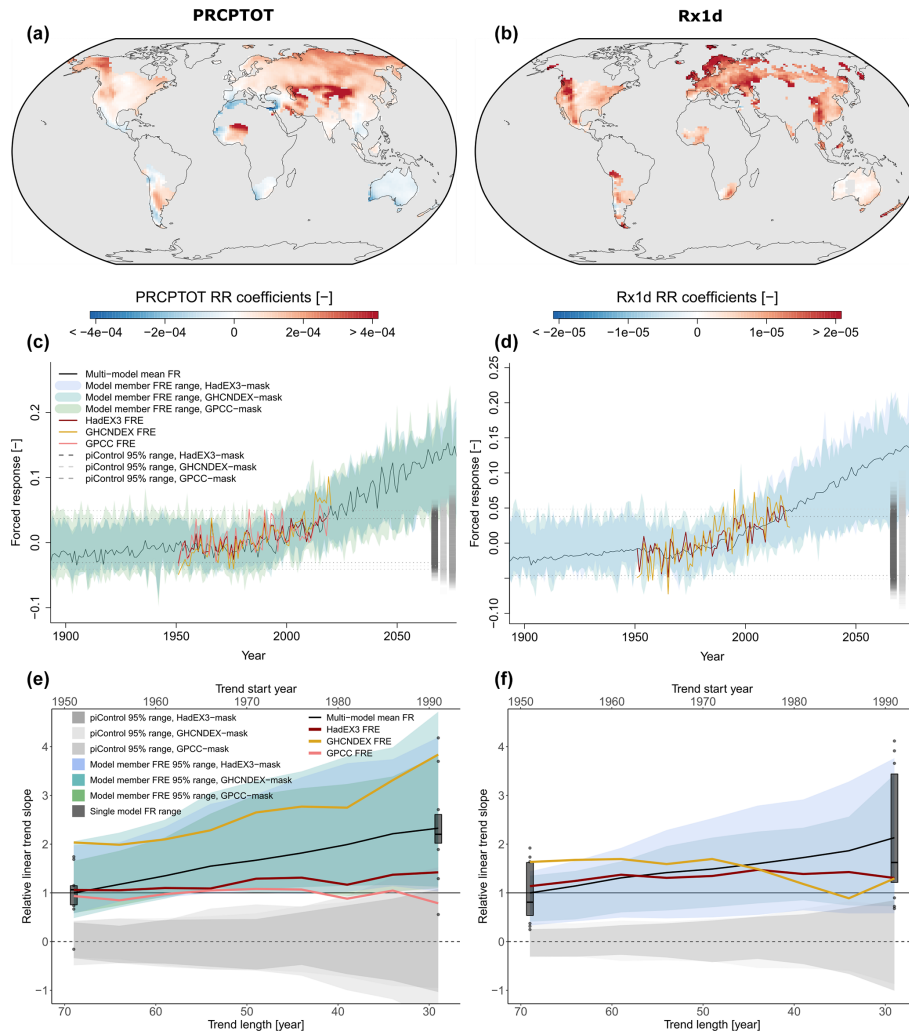 PRCPTOT
Rx1d
(a)
(b)
PRCPTOT RR coefficients [−]
< −4e−04 −2e−04 0 2e−04 > 4e−04
Rx1d RR coefficients [−]
< −2e−05 −1e−05 0 1e−05 > 2e−05
(c)
Multi−model mean FR
Model member FRE range, HadEX3−mask
Model member FRE range, GHCNDEX−mask
Model member FRE range, GPCC−mask
HadEX3 FRE
GHCNDEX FRE
GPCC FRE
piControl 95% range, HadEX3−mask
piControl 95% range, GHCNDEX−mask
piControl 95% range, GPCC−mask
Forced response [−]
0.2
0.1
0.0
−0.1
1900 1950 2000 2050
Year
(d)
Forced response [−]
0.25
0.20
0.15
0.10
0.05
0.00
−0.10
1900 1950 2000 2050
Year
(e)
Trend start year
1950 1960 1970 1980 1990
piControl 95% range, HadEX3−mask
piControl 95% range, GHCNDEX−mask
piControl 95% range, GPCC−mask
Model member FRE 95% range, HadEX3−mask
Model member FRE 95% range, GHCNDEX−mask
Model member FRE 95% range, GPCC−mask
Single model FR range
Multi−model mean FR
HadEX3 FRE
GHCNDEX FRE
GPCC FRE
Relative linear trend slope
4
3
2
1
0
−1
70 60 50 40 30
Trend length [year]
(f)
Trend start year
1950 1960 1970 1980 1990
Relative linear trend slope
4
3
2
1
0
−1
70 60 50 40 30
Trend length [year]